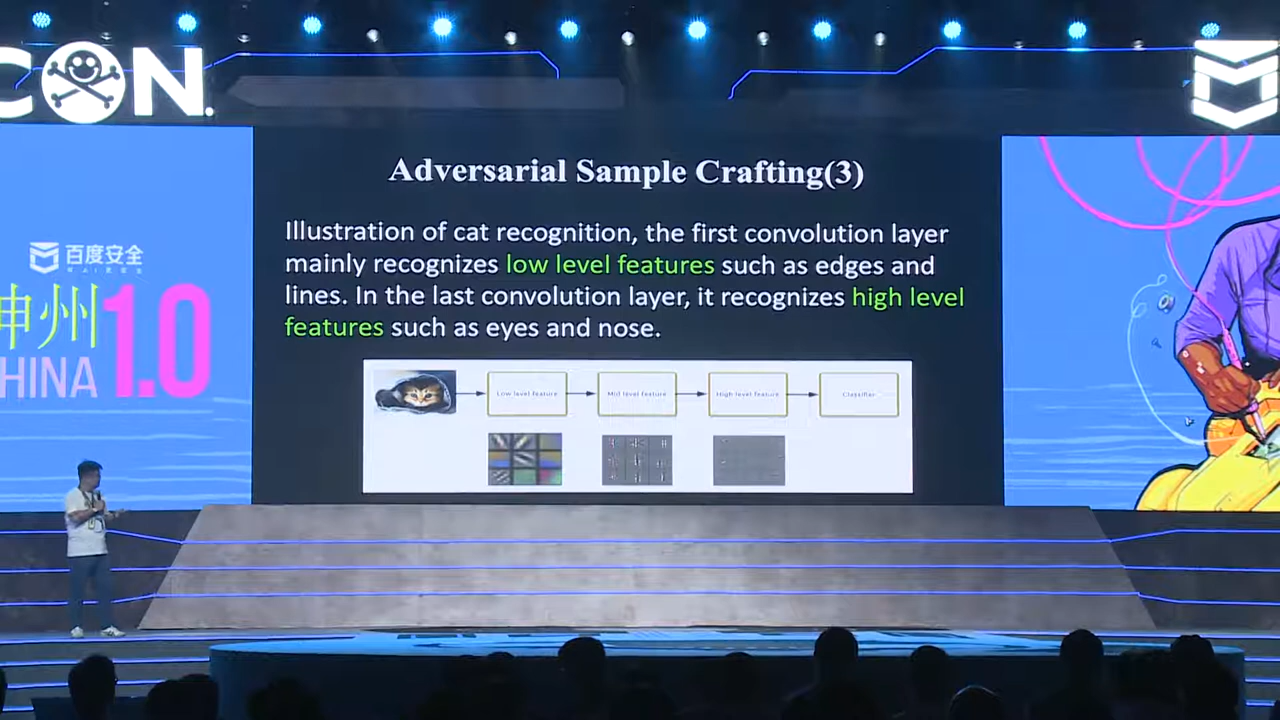 CON.
Adversarial Sample Crafting(3)
Illustration of cat recognition, the first convolution layer
mainly recognizes low level features such as edges and
lines. In the last convolution layer, it recognizes high level
features such as eyes and nose.
Low level feature
Mid level feature
High level feature
Classifier
百度安全
神州
HINA
1.0